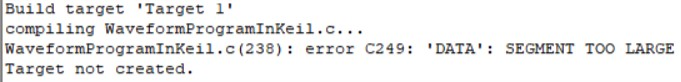 Build target 'Target 1'
compiling WaveformProgramInKeil.c...
WaveformProgramInKeil.c(238): error C249: 'DATA': SEGMENT TOO LARGE
Target not created.